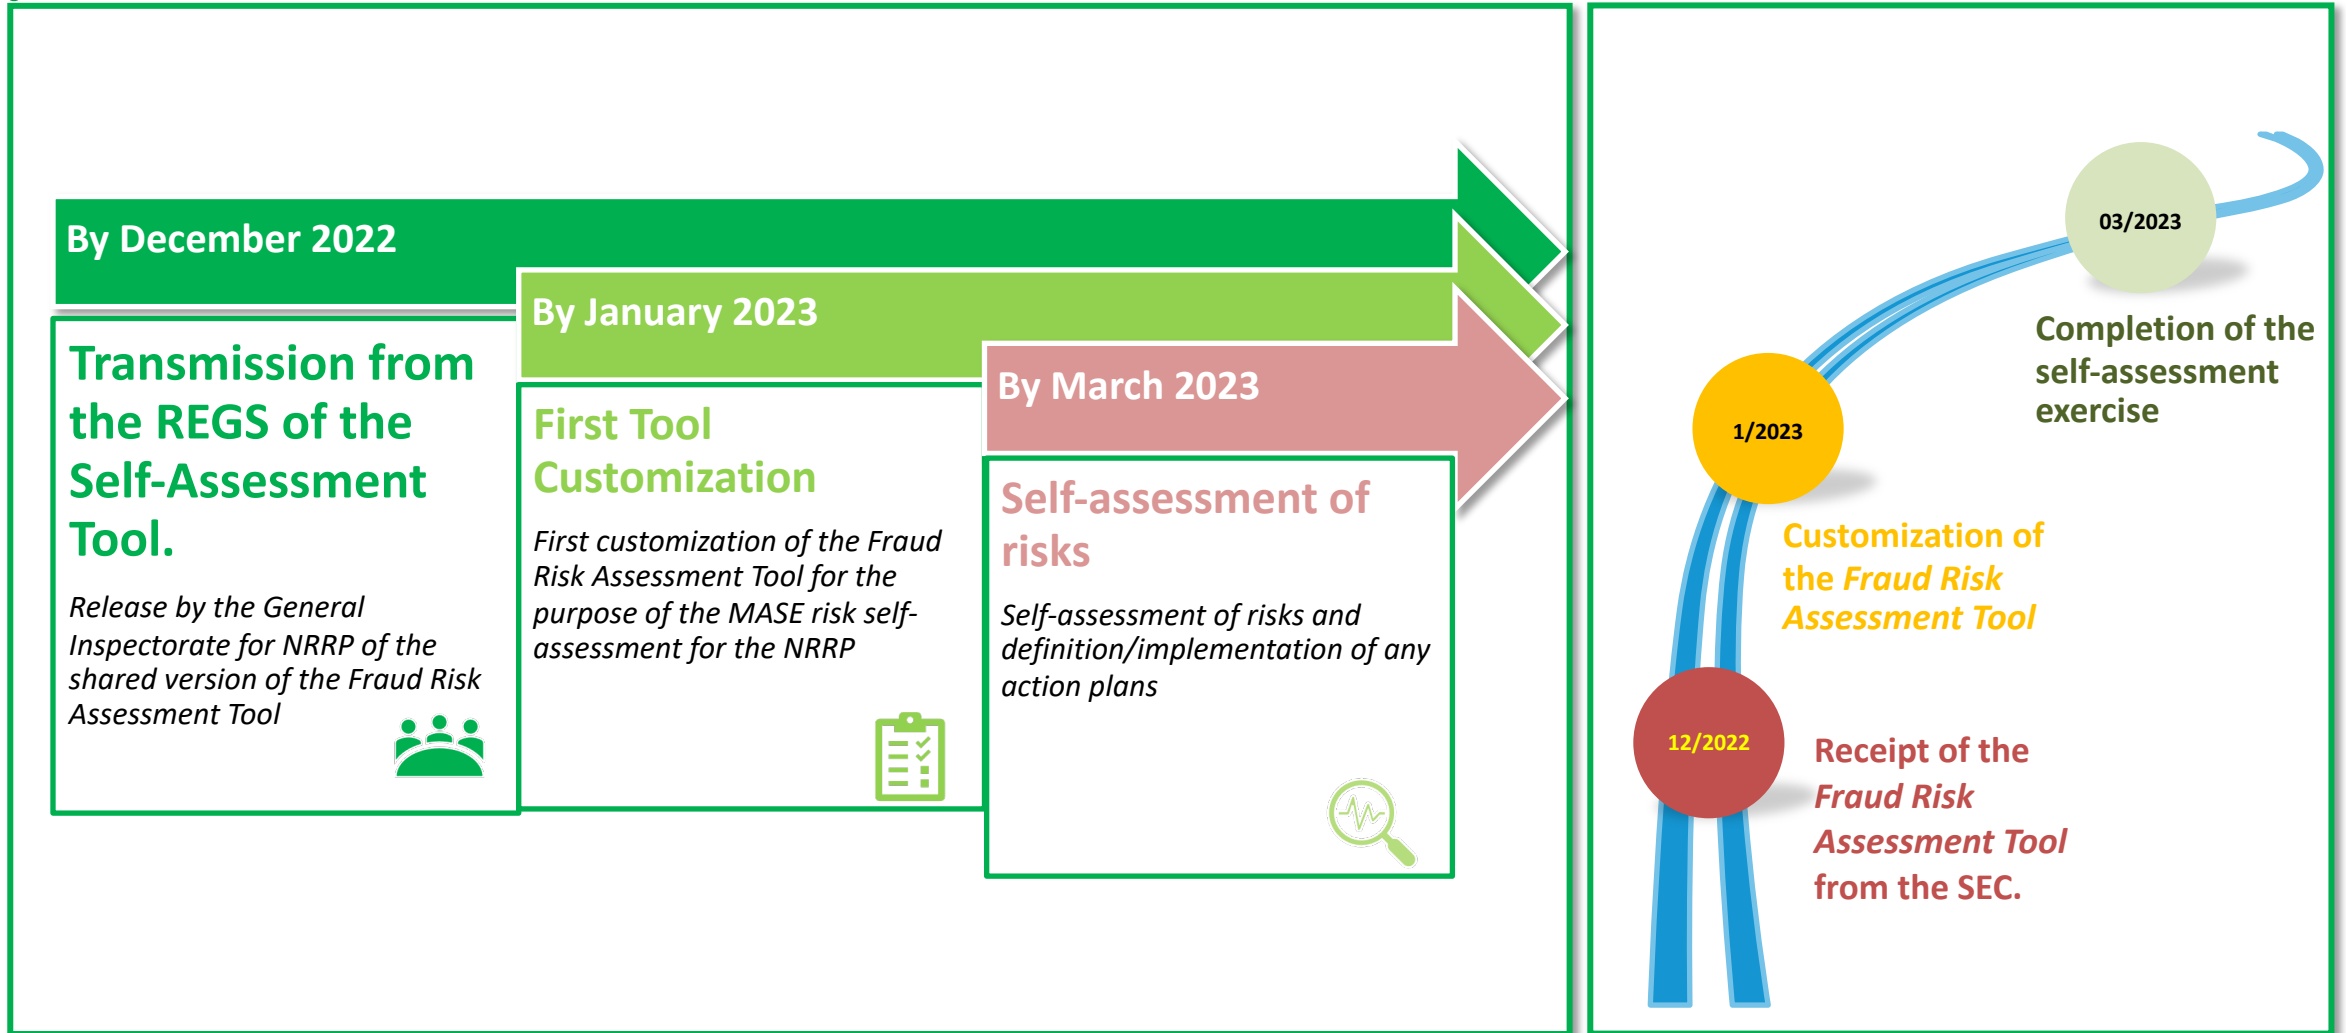 By December 2022
Transmission from
the REGS of the
Self-Assessment
Tool.
Release by the General
Inspectorate for NRRP of the
shared version of the Fraud Risk
Assessment Tool
By January 2023
First Tool
Customization
First customization of the Fraud
Risk Assessment Tool for the
purpose of the MASE risk self-
assessment for the NRRP
By March 2023
Self-assessment of
risks
Self-assessment of risks and
definition/implementation of any
action plans
03/2023
Completion of the
self-assessment
exercise
1/2023
Customization of
the Fraud Risk
Assessment Tool
12/2022
Receipt of the
Fraud Risk
Assessment Tool
from the SEC.